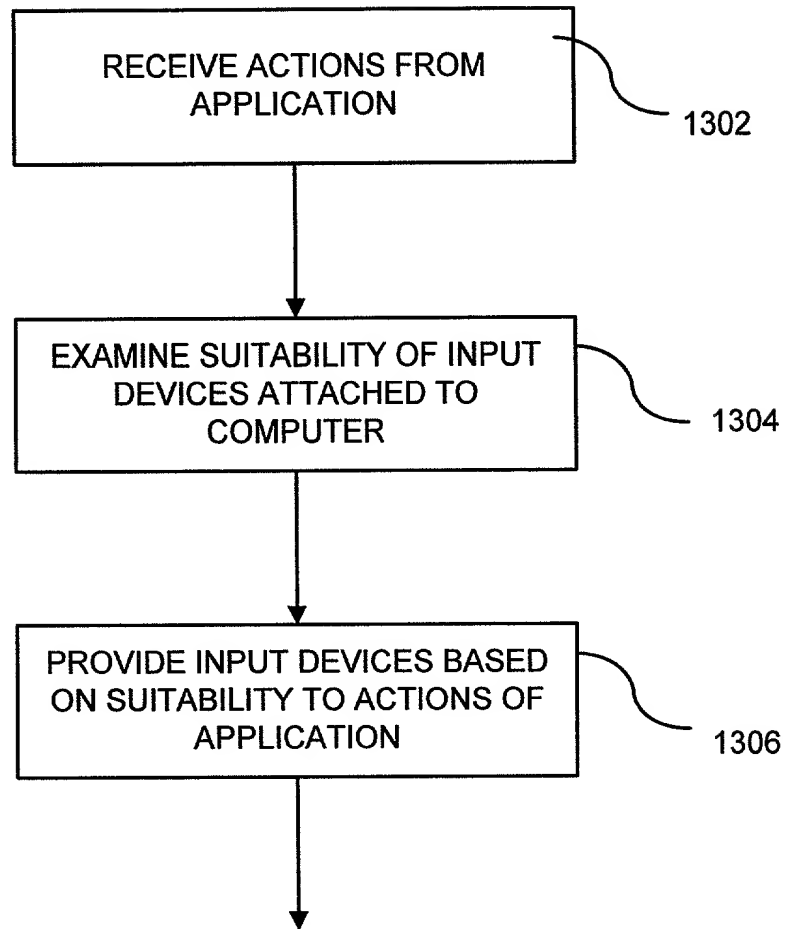 RECEIVE ACTIONS FROM
APPLICATION
1302
EXAMINE SUITABILITY OF INPUT
DEVICES ATTACHED TO
COMPUTER
1304
PROVIDE INPUT DEVICES BASED
ON SUITABILITY TO ACTIONS OF
APPLICATION
1306